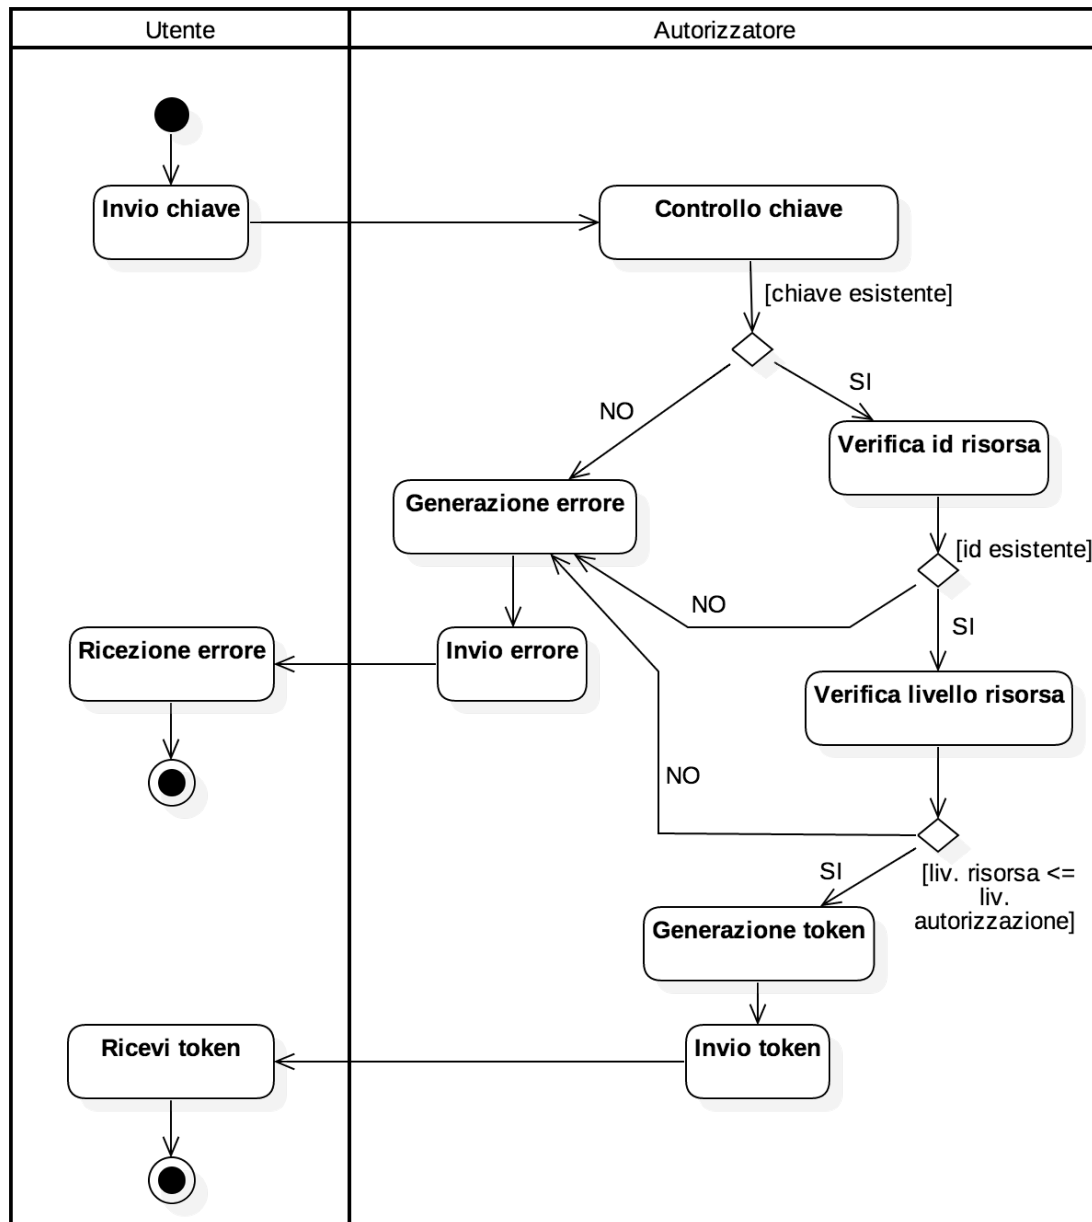 Utente
Autorizzatore
Invio chiave
Controllo chiave
[chiave esistente]
SI
NO
Verifica id risorsa
Generazione errore
[id esistente]
NO
SI
Ricezione errore
Invio errore
Verifica livello risorsa
NO
SI
[liv. risorsa <=
liv.
autorizzazione]
Generazione token
Ricevi token
Invio token